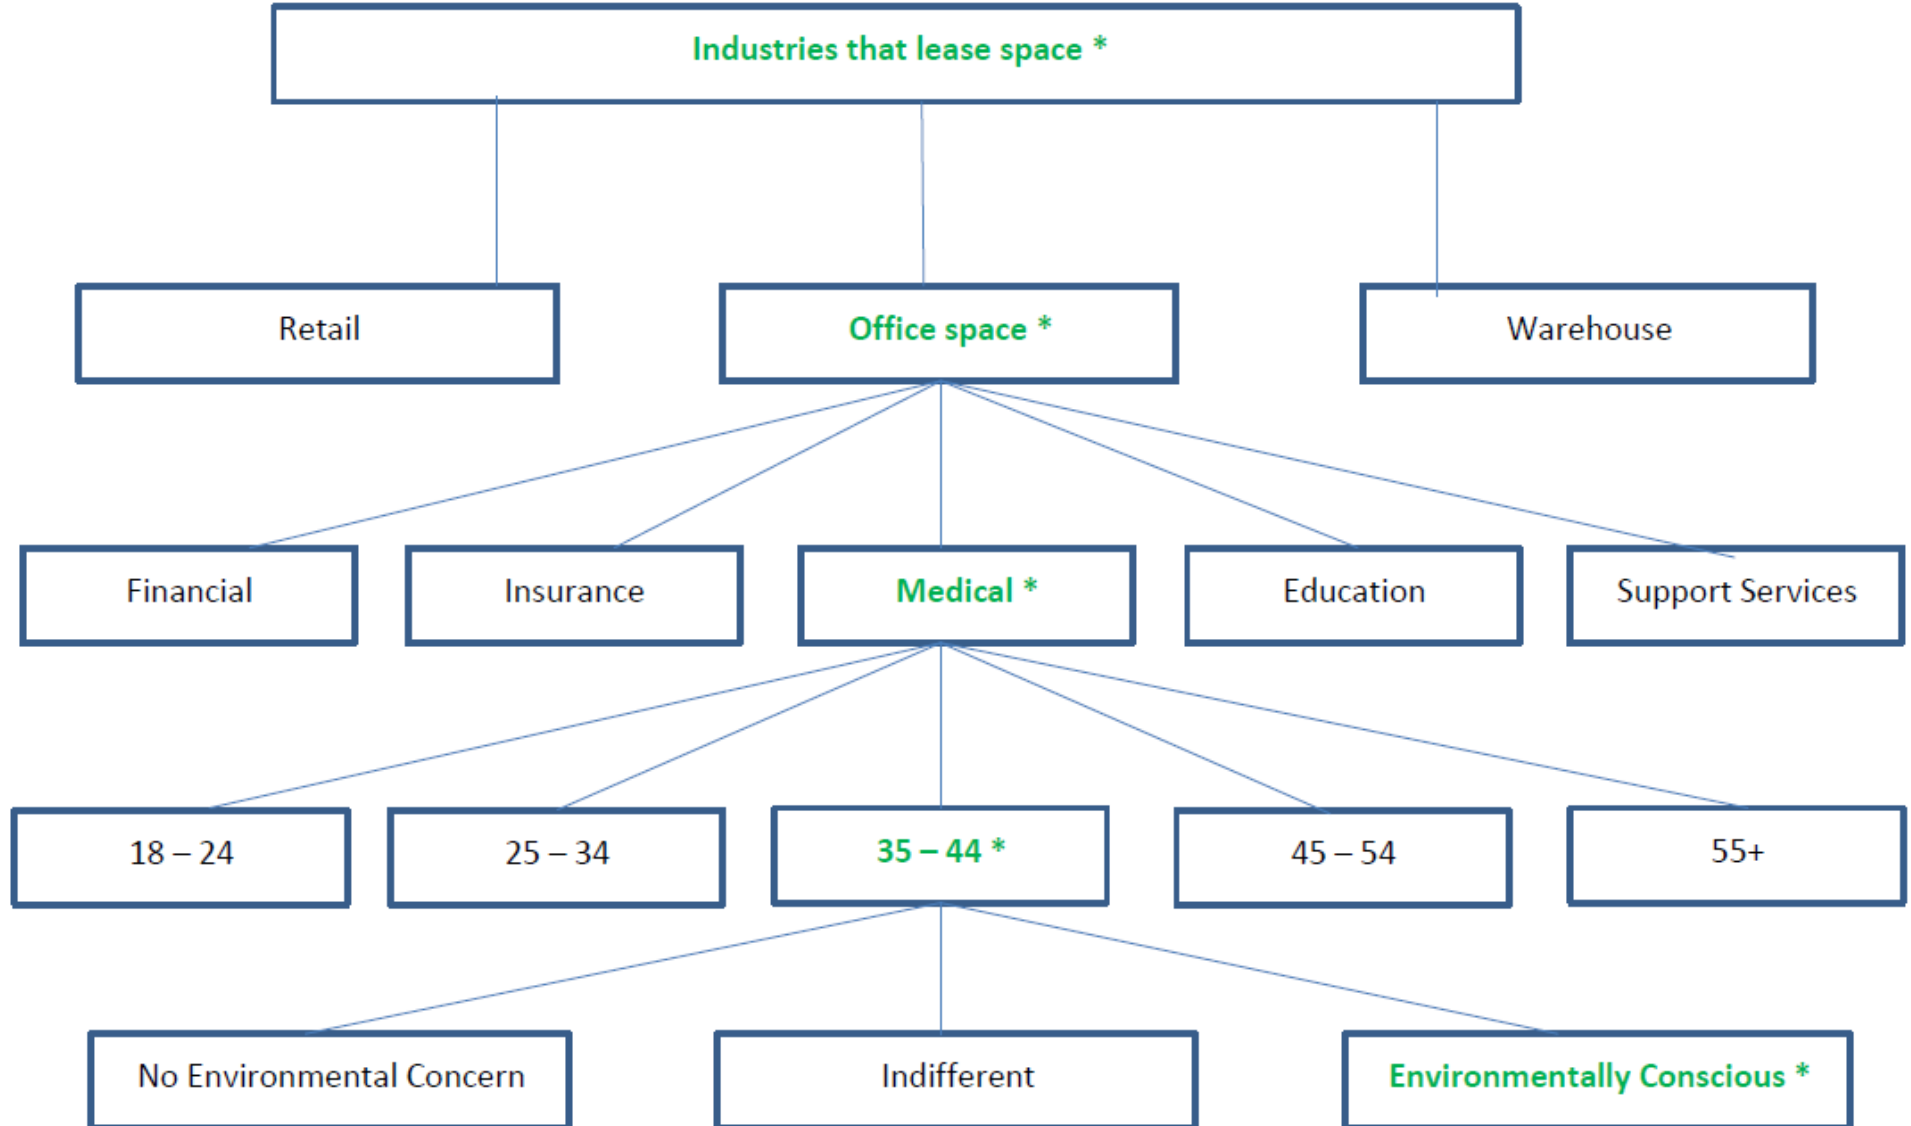 Industries that lease space *
Retail
Office space *
Warehouse
Financial
Insurance
Medical *
Education
Support Services
18 – 24
25 – 34
35 – 44 *
45 – 54
55+
No Environmental Concern
Indifferent
Environmentally Conscious *